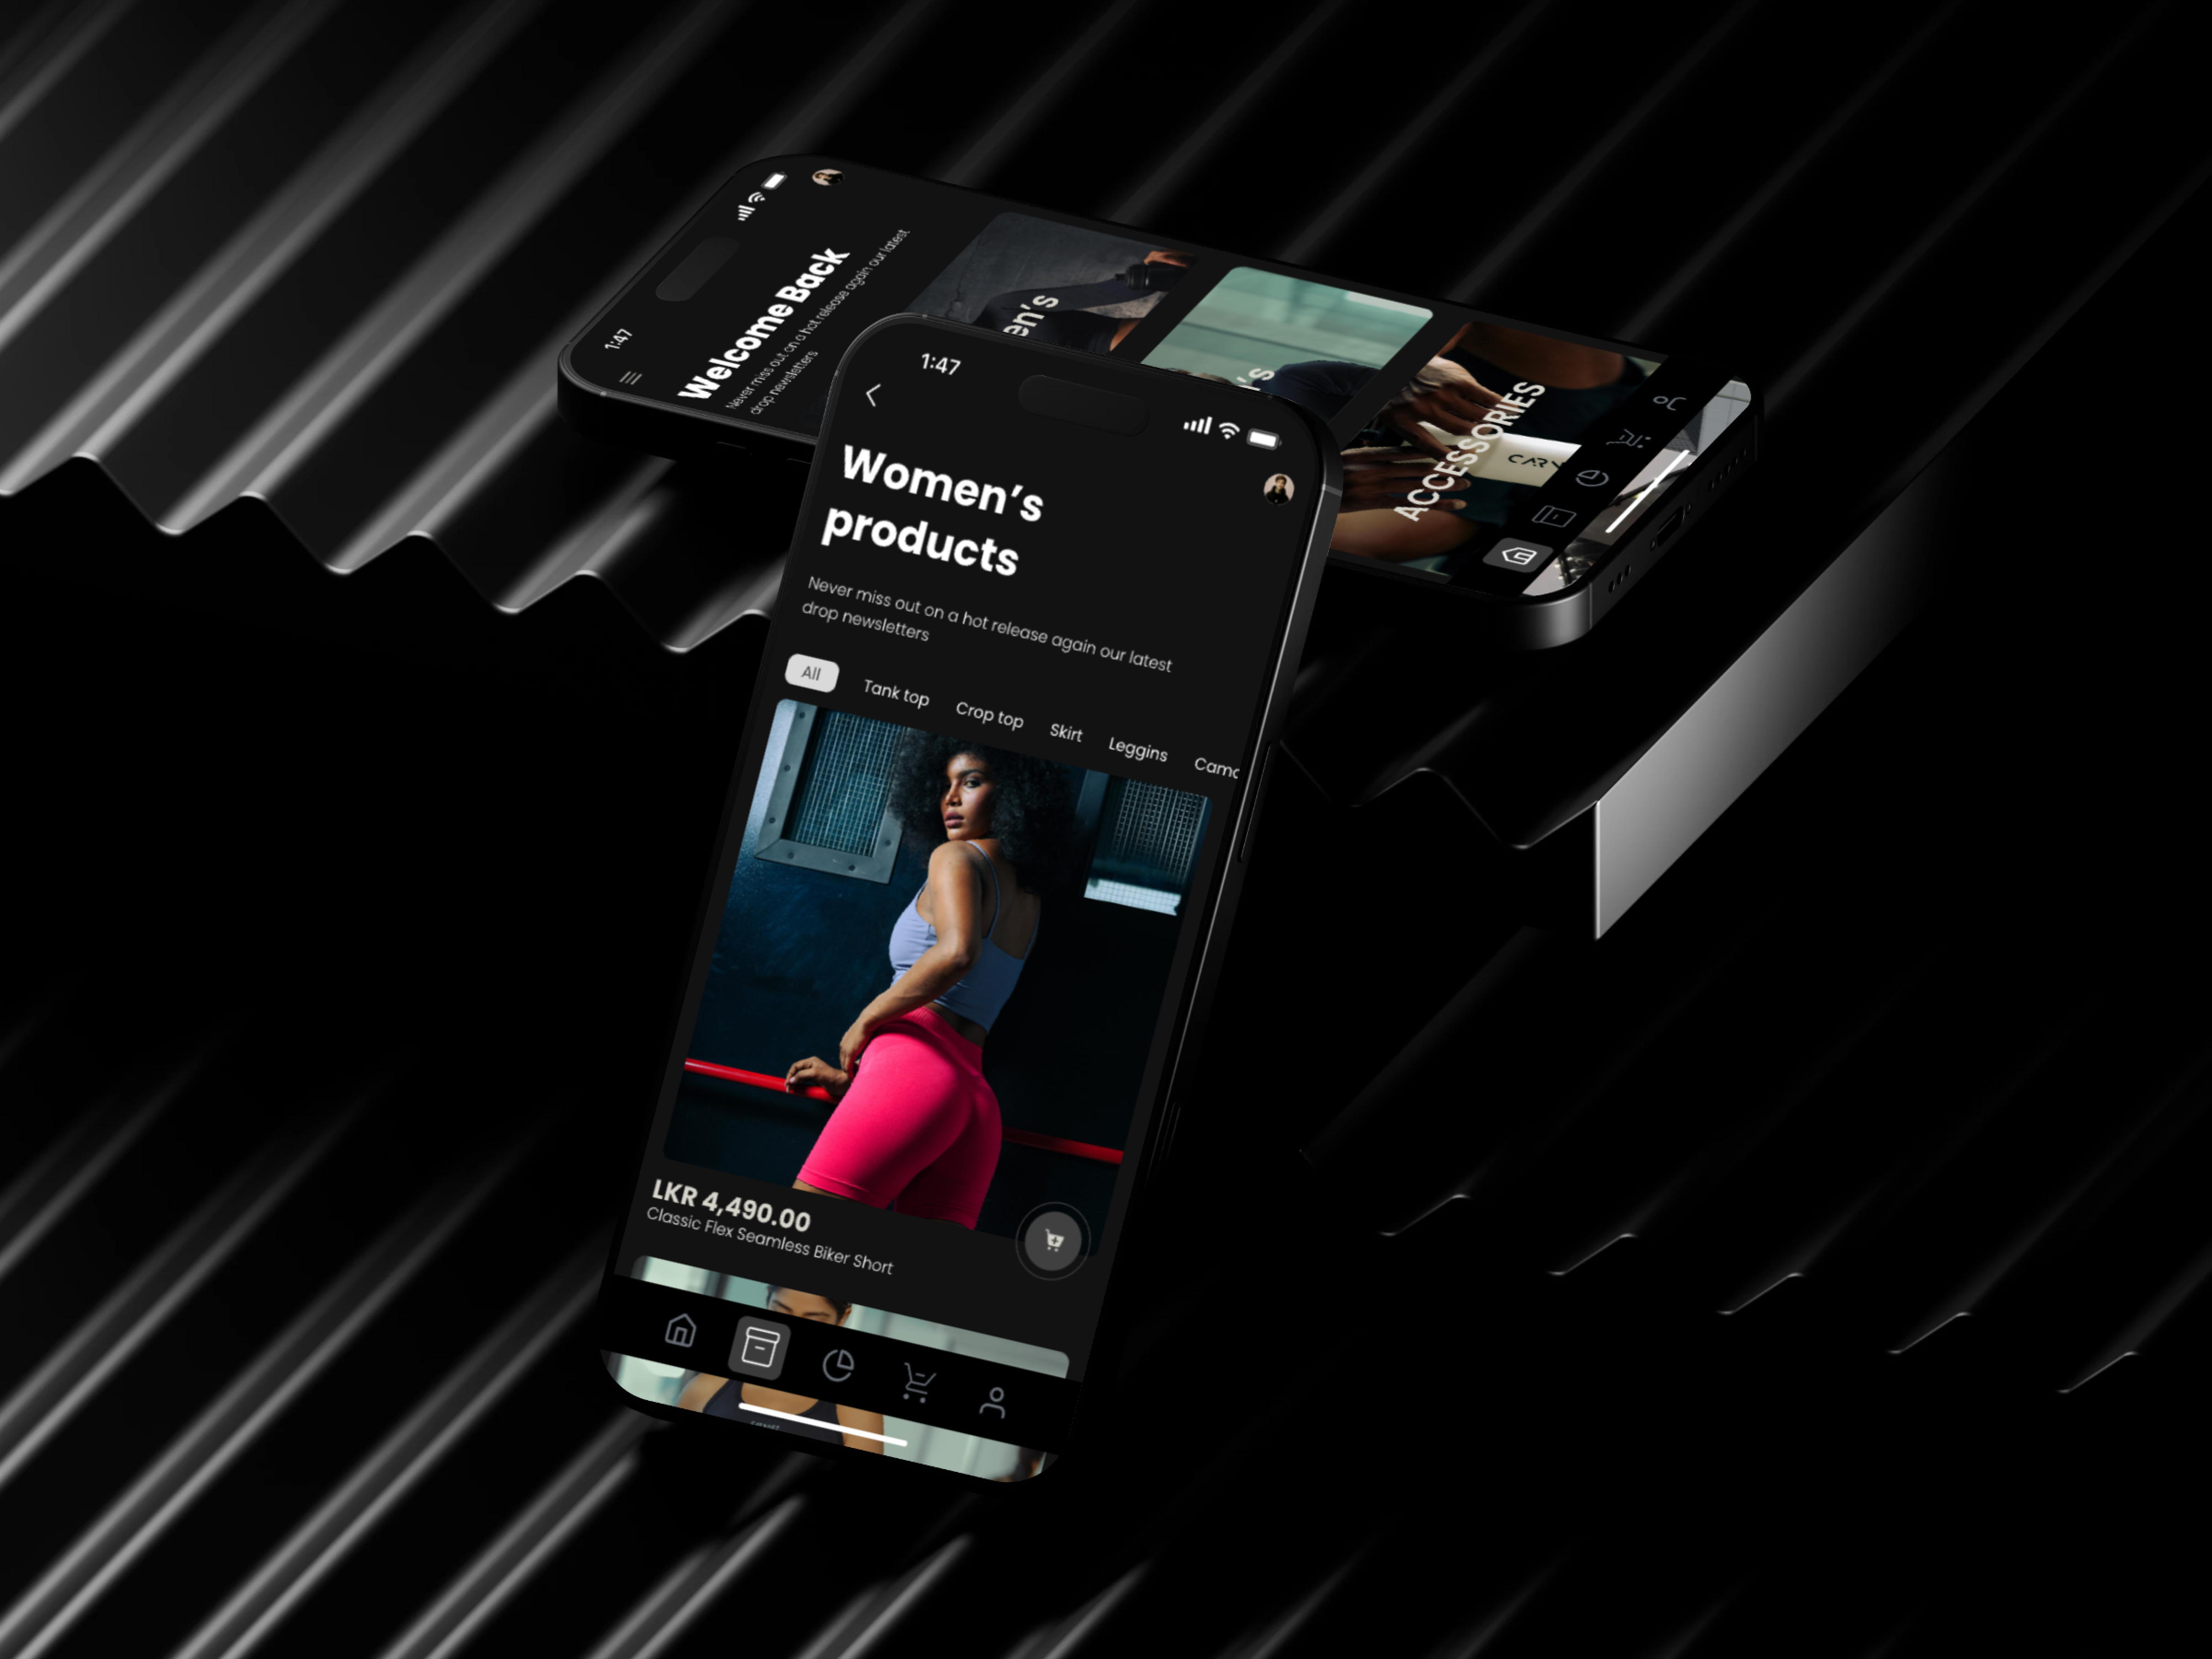 1:47
Welcome Back
Never miss out on a hot release again our latest
drop newsletters
en's
's
ACCESSORIES
CARV
1:47
Women's
products
Never miss out on a hot release again our latest
drop newsletters
All
Tank top
Crop top
Skirt
Leggins
Camo
LKR 4,490.00
Classic Flex Seamless Biker Short